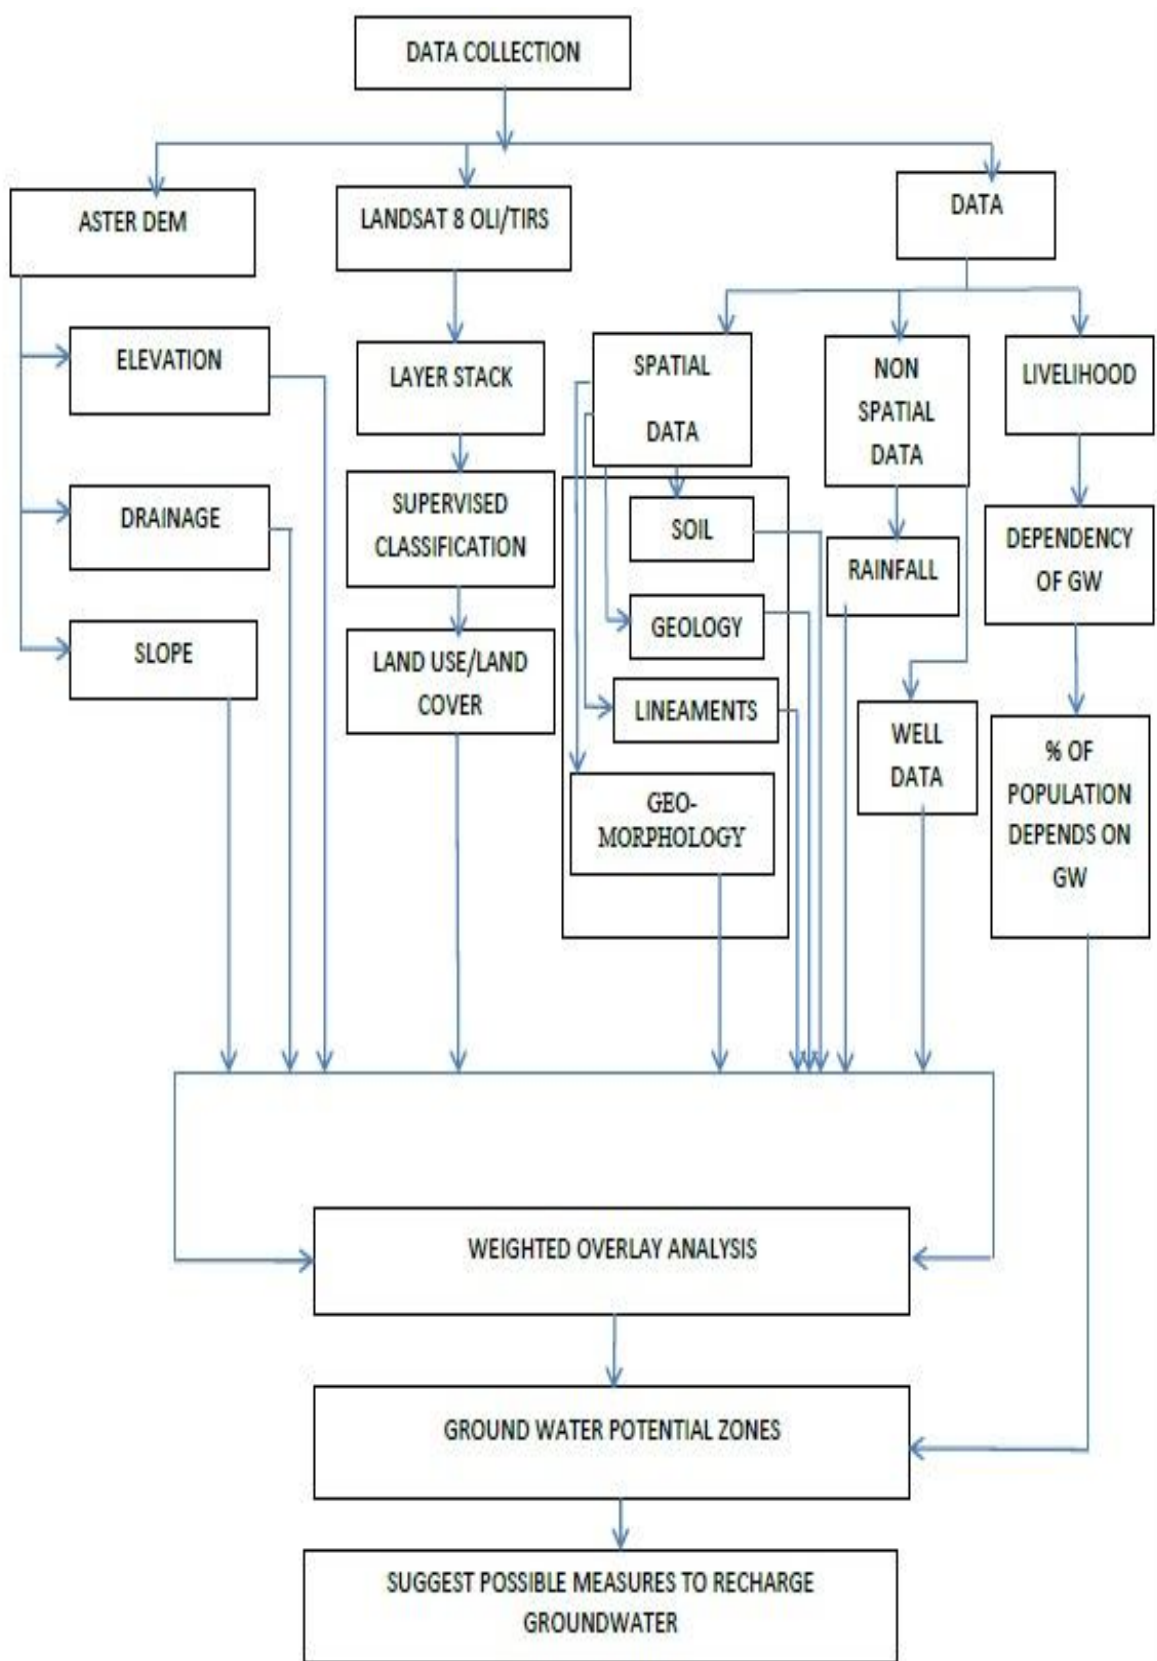 DATA COLLECTION
ASTER DEM
LANDSAT 8 OLI/TIRS
DATA
ELEVATION
DRAINAGE
SLOPE
LAYER STACK
SUPERVISED
CLASSIFICATION
LAND USE/LAND
COVER
SPATIAL
DATA
SOIL
GEOLOGY
LINEAMENTS
GEO-
MORPHOLOGY
NON
SPATIAL
DATA
RAINFALL
WELL
DATA
LIVELIHOOD
DEPENDENCY
OF GW
% OF
POPULATION
DEPENDS ON
GW
WEIGHTED OVERLAY ANALYSIS
GROUND WATER POTENTIAL ZONES
SUGGEST POSSIBLE MEASURES TO RECHARGE
GROUNDWATER